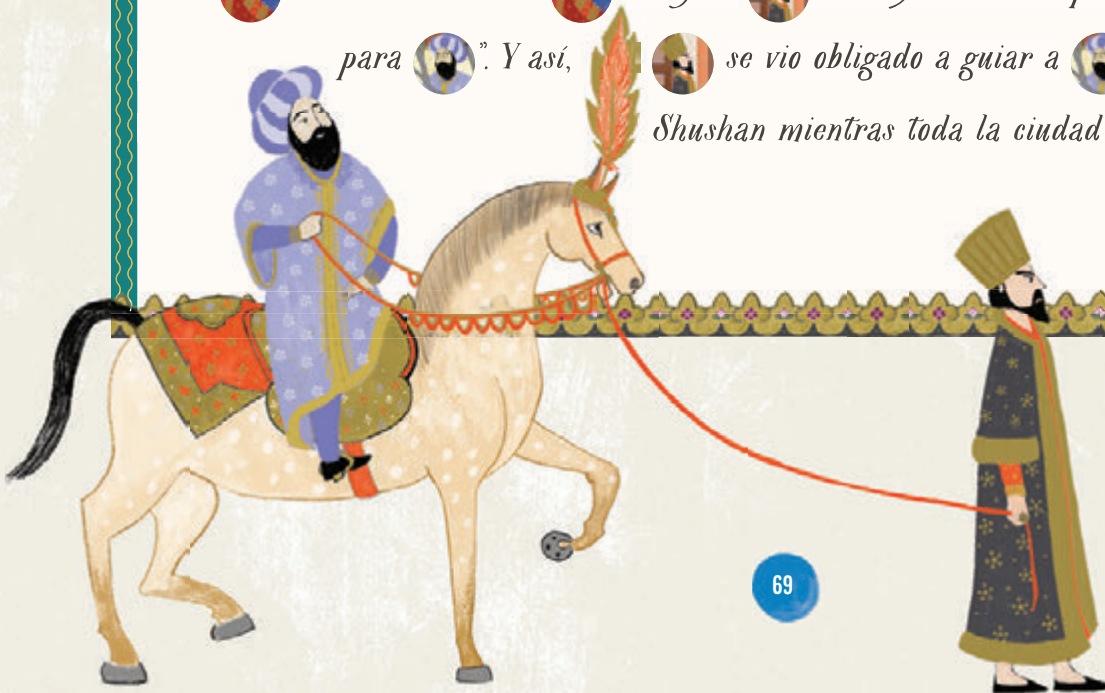 para ”. Y así, se vio obligado a guiar a
Shushan mientras toda la ciudad
69